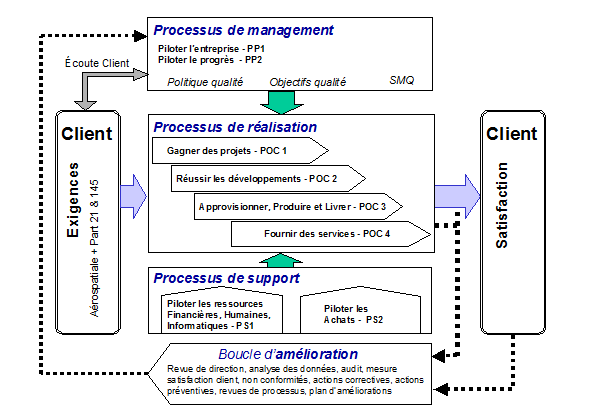 Processus de management
Piloter l'entreprise - PP1
Piloter le progrès - PP2
Politique qualité Objectifs qualité SMQ
Écoute Client
Client
Exigences
Aérospatiale + Part 21 & 145
Processus de réalisation
Gagner des projets - POC 1
Réussir les développements - POC 2
Approvisionner, Produire et Livrer - POC 3
Fournir des services - POC 4
Client
Satisfaction
Processus de support
Piloter les ressources
Financières, Humaines,
Informatiques - PS1
Piloter les
Achats - PS2
Boucle d'amélioration
Revue de direction, analyse des données, audit, mesure
satisfaction client, non conformités, actions correctives, actions
préventives, revues de processus, plan d'améliorations